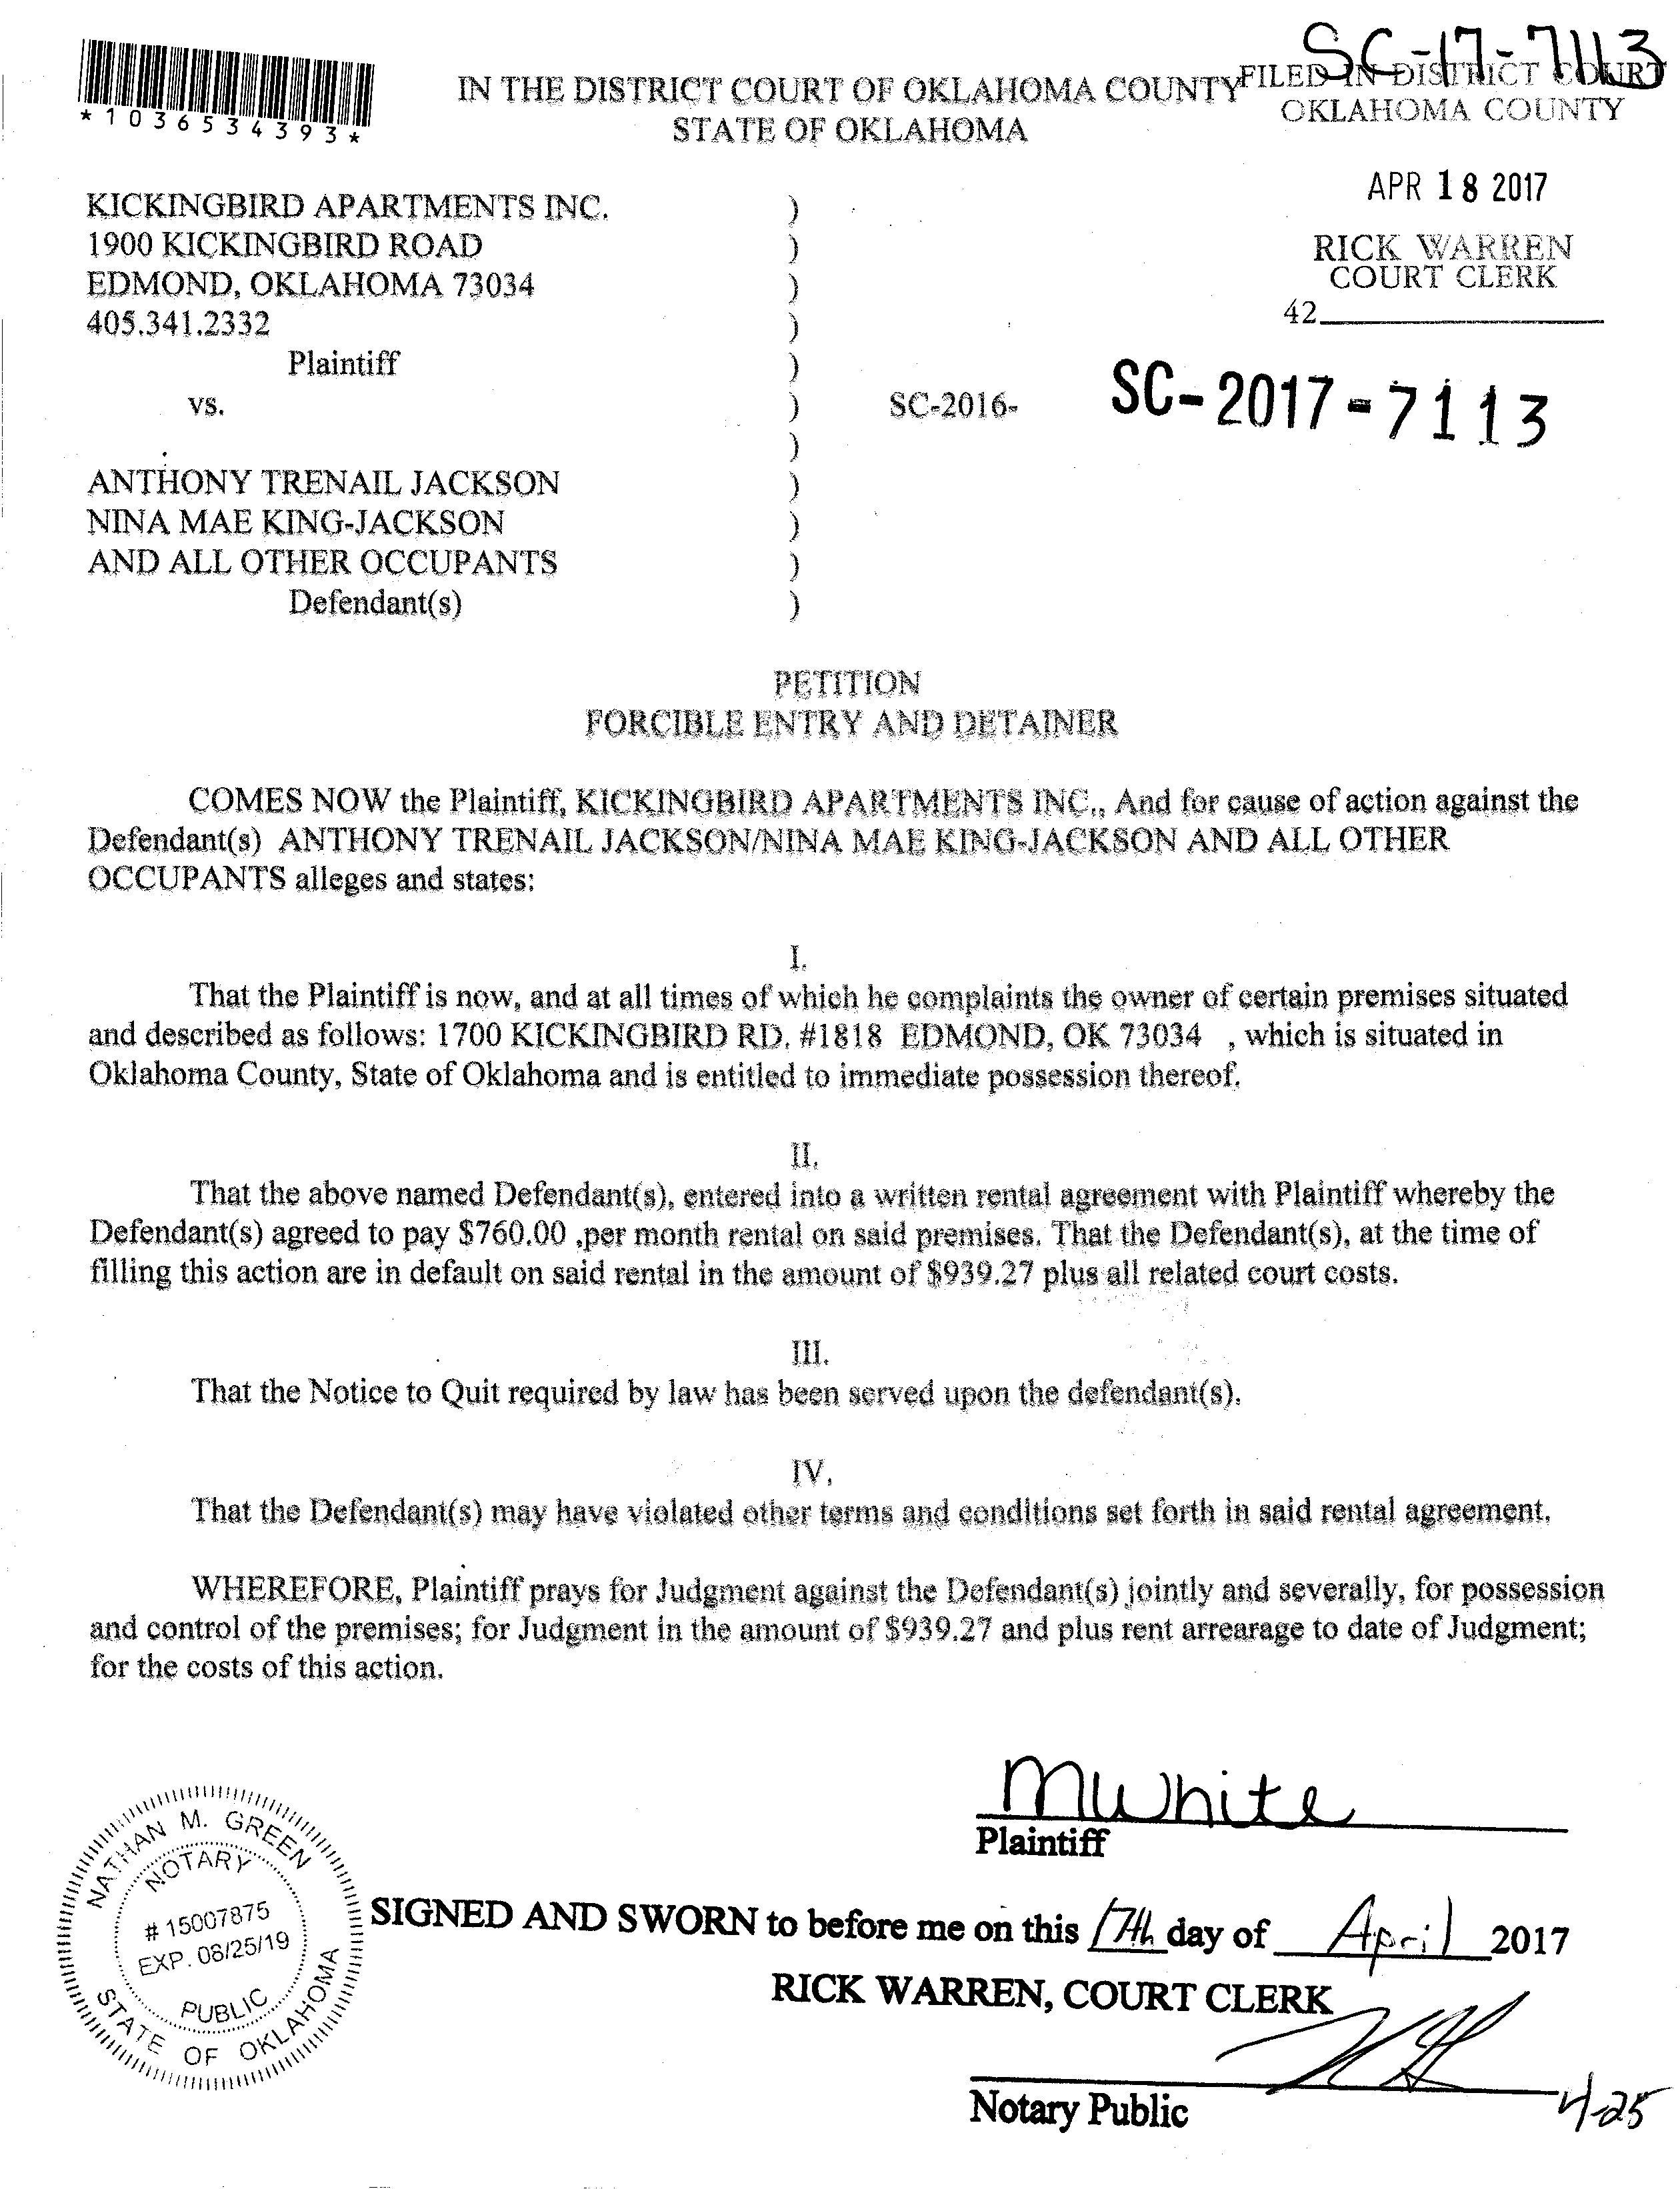 SC-17-7113
*1036534393*
IN THE DISTRICT COURT OF OKLAHOMA COUNTY
STATE OF OKLAHOMA
FILED IN DISTRICT COURT
OKLAHOMA COUNTY
APR 18 2017
RICK WARREN
COURT CLERK
42
KICKINGBIRD APARTMENTS INC. )
1900 KICKINGBIRD ROAD )
EDMOND, OKLAHOMA 73034 )
405.341.2332 )
Plaintiff )
vs. ) SC-2016- SC-2017-7113
)
ANTHONY TRENAIL JACKSON )
NINA MAE KING-JACKSON )
AND ALL OTHER OCCUPANTS )
Defendant(s) )
PETITION
FORCIBLE ENTRY AND DETAINER
COMES NOW the Plaintiff, KICKINGBIRD APARTMENTS INC., And for cause of action against the
Defendant(s) ANTHONY TRENAIL JACKSON/NINA MAE KING-JACKSON AND ALL OTHER
OCCUPANTS alleges and states:
I.
That the Plaintiff is now, and at all times of which he complaints the owner of certain premises situated
and described as follows: 1700 KICKINGBIRD RD. #1818 EDMOND, OK 73034 , which is situated in
Oklahoma County, State of Oklahoma and is entitled to immediate possession thereof.
II.
That the above named Defendant(s), entered into a written rental agreement with Plaintiff whereby the
Defendant(s) agreed to pay $760.00 ,per month rental on said premises. That the Defendant(s), at the time of
filling this action are in default on said rental in the amount of $939.27 plus all related court costs.
III.
That the Notice to Quit required by law has been served upon the defendant(s).
IV.
That the Defendant(s) may have violated other terms and conditions set forth in said rental agreement.
WHEREFORE, Plaintiff prays for Judgment against the Defendant(s) jointly and severally, for possession
and control of the premises; for Judgment in the amount of $939.27 and plus rent arrearage to date of Judgment;
for the costs of this action.
MWhite
Plaintiff
NATHAN M. GREEN
NOTARY
# 15007875
EXP. 08/25/19
PUBLIC
STATE OF OKLAHOMA
SIGNED AND SWORN to before me on this 17th day of April 2017
RICK WARREN, COURT CLERK
Notary Public
4-25